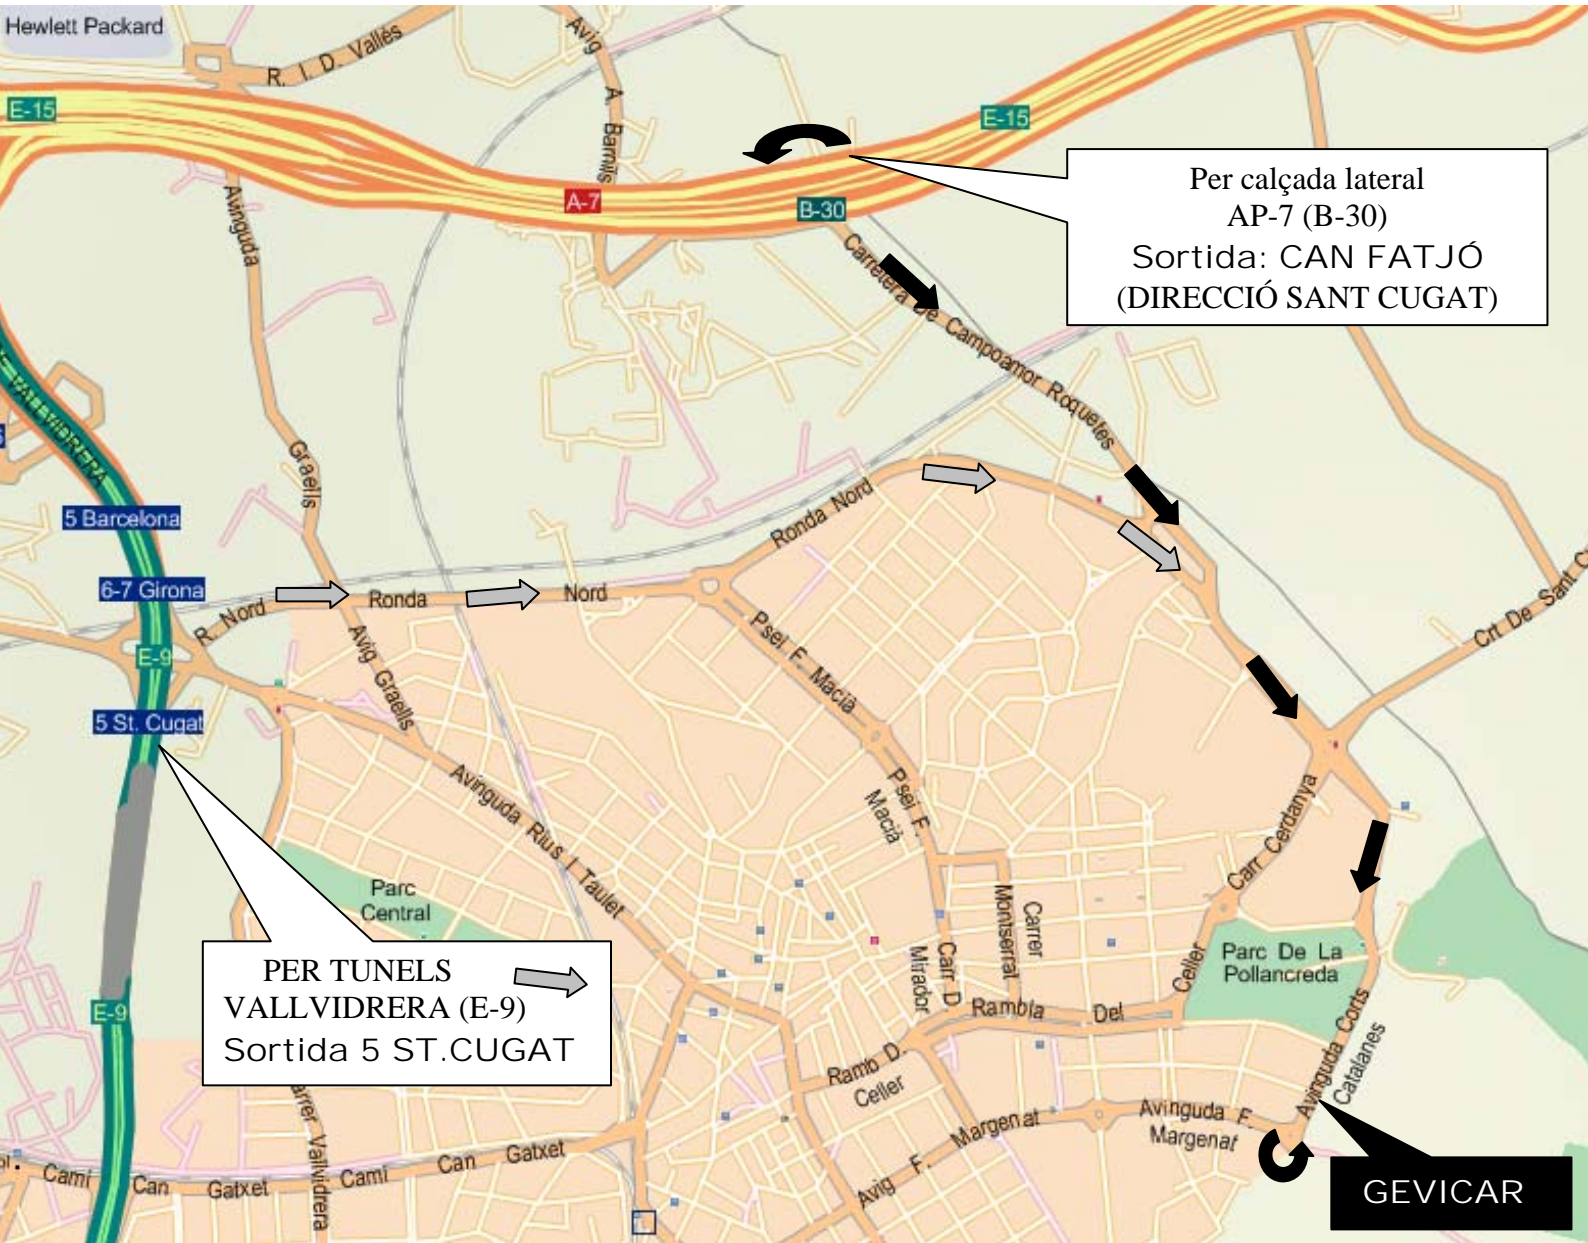 Hewlett Packard
R. I. D. Vallés
Avig
A. Barnils
E-15
E-15
A-7
B-30
Per calçada lateral
AP-7 (B-30)
Sortida: CAN FATJÓ
(DIRECCIÓ SANT CUGAT)
Avinguda
Graells
Carretera De Campoamor Roquetes
VALLVIDRERA
5 Barcelona
6-7 Girona
E-9
5 St. Cugat
R. Nord
Ronda
Nord
Ronda Nord
Avig Graells
Psei F. Macià
Psei F.
Macià
Crt De Sant C
Avinguda Rius I Taulet
Carr Cerdanya
Parc
Central
Carrer
Montserrat
Carr D.
Mirador
Celler
Parc De La
Pollancreda
PER TUNELS
VALLVIDRERA (E-9)
Sortida 5 ST.CUGAT
E-9
Rambla Del
Ramb D.
Celler
Avinguda Corts
Catalanes
Avinguda F.
Margenat
Avig F. Margenat
arrer Vallvidrera
Camí Can Gatxet Camí Can Gatxet
GEVICAR